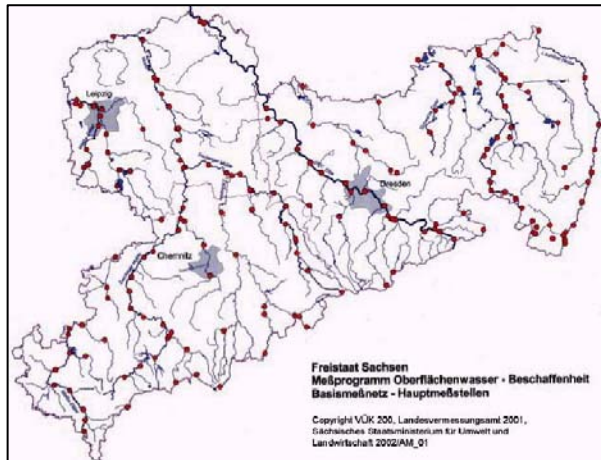 Leipzig
Dresden
Chemnitz
Freistaat Sachsen
Meßprogramm Oberflächenwasser - Beschaffenheit
Basismeßnetz - Hauptmeßstellen
Copyright VÜK 200, Landesvermessungsamt 2001,
Sächsisches Staatsministerium für Umwelt und
Landwirtschaft 2002/AM_01